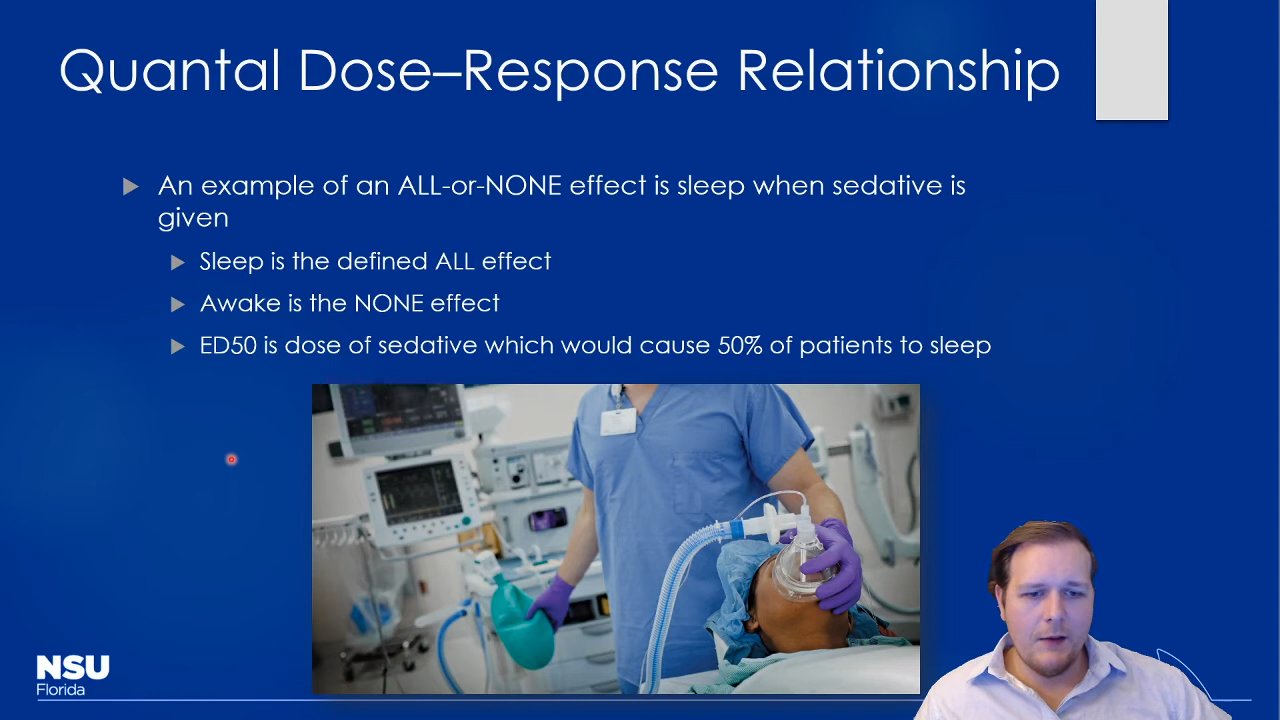 Quantal Dose–Response Relationship
An example of an ALL-or-NONE effect is sleep when sedative is
given
Sleep is the defined ALL effect
Awake is the NONE effect
ED50 is dose of sedative which would cause 50% of patients to sleep
NSU
Florida